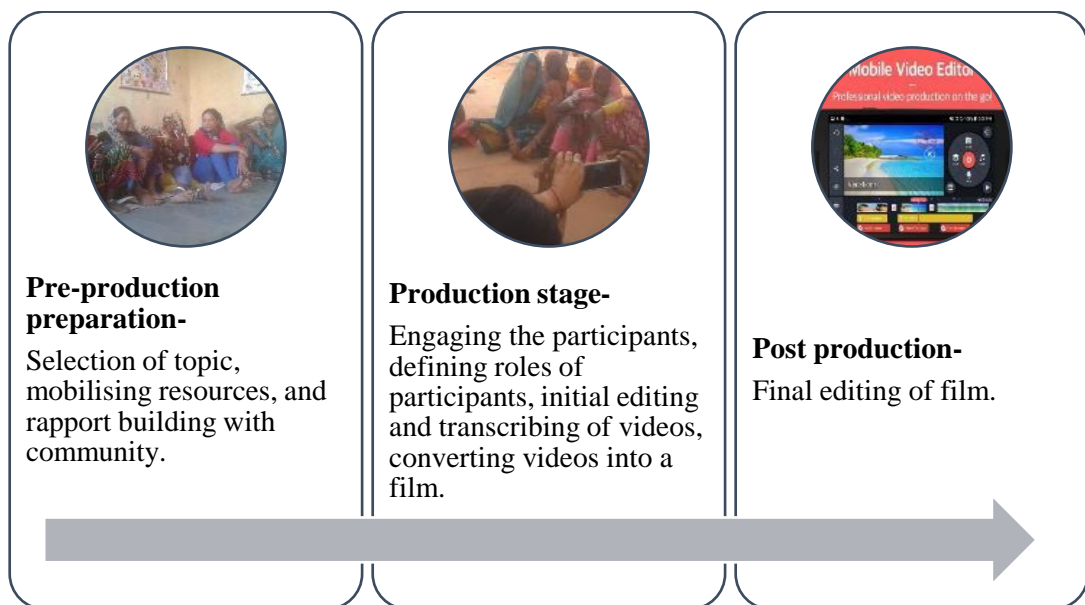 Mobile Video Editor
Professional video production on the go!
Pre-production
preparation-
Selection of topic,
mobilising resources, and
rapport building with
community.
Production stage-
Engaging the participants,
defining roles of
participants, initial editing
and transcribing of videos,
converting videos into a
film.
Post production-
Final editing of film.